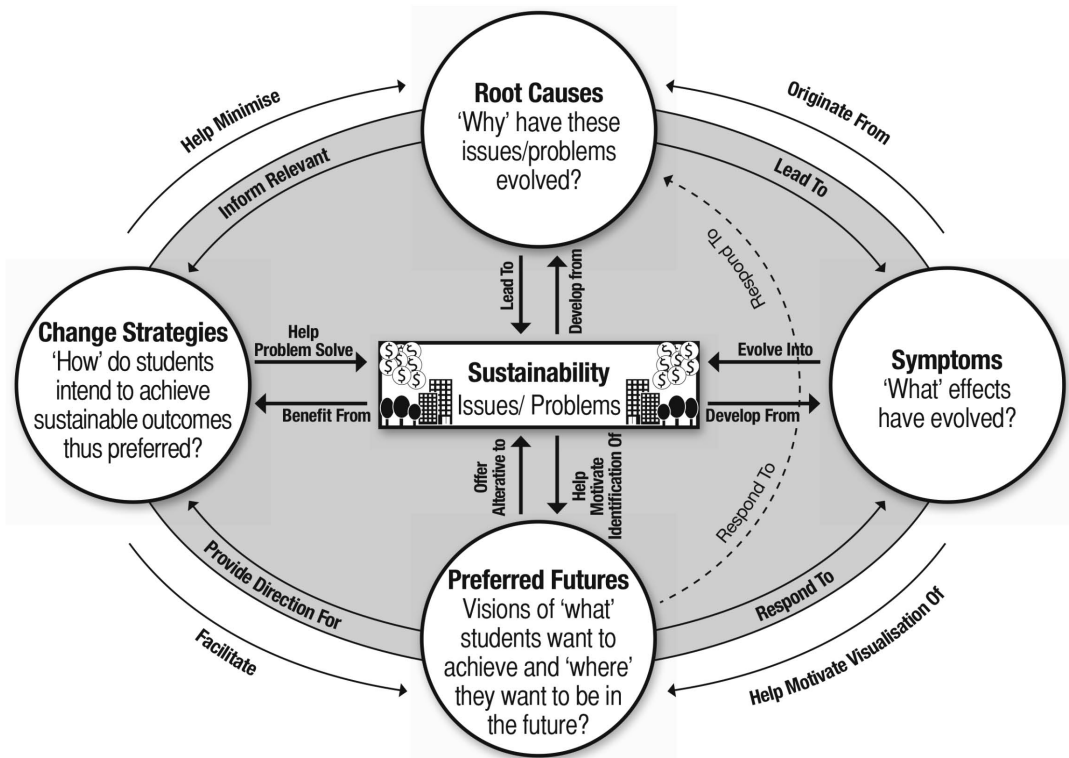 Root Causes
‘Why’ have these
issues/problems
evolved?
Help Minimise
Inform Relevant
Originate From
Lead To
Lead To
Develop from
Respond To
Change Strategies
‘How’ do students
intend to achieve
sustainable outcomes
thus preferred?
Help
Problem Solve
Benefit From
Sustainability
Issues/ Problems
Evolve Into
Develop From
Symptoms
‘What’ effects
have evolved?
Offer
Alterative to
Help
Motivate
Identification Of
Respond To
Provide Direction For
Facilitate
Preferred Futures
Visions of ‘what’
students want to
achieve and ‘where’
they want to be in
the future?
Respond To
Help Motivate Visualisation Of